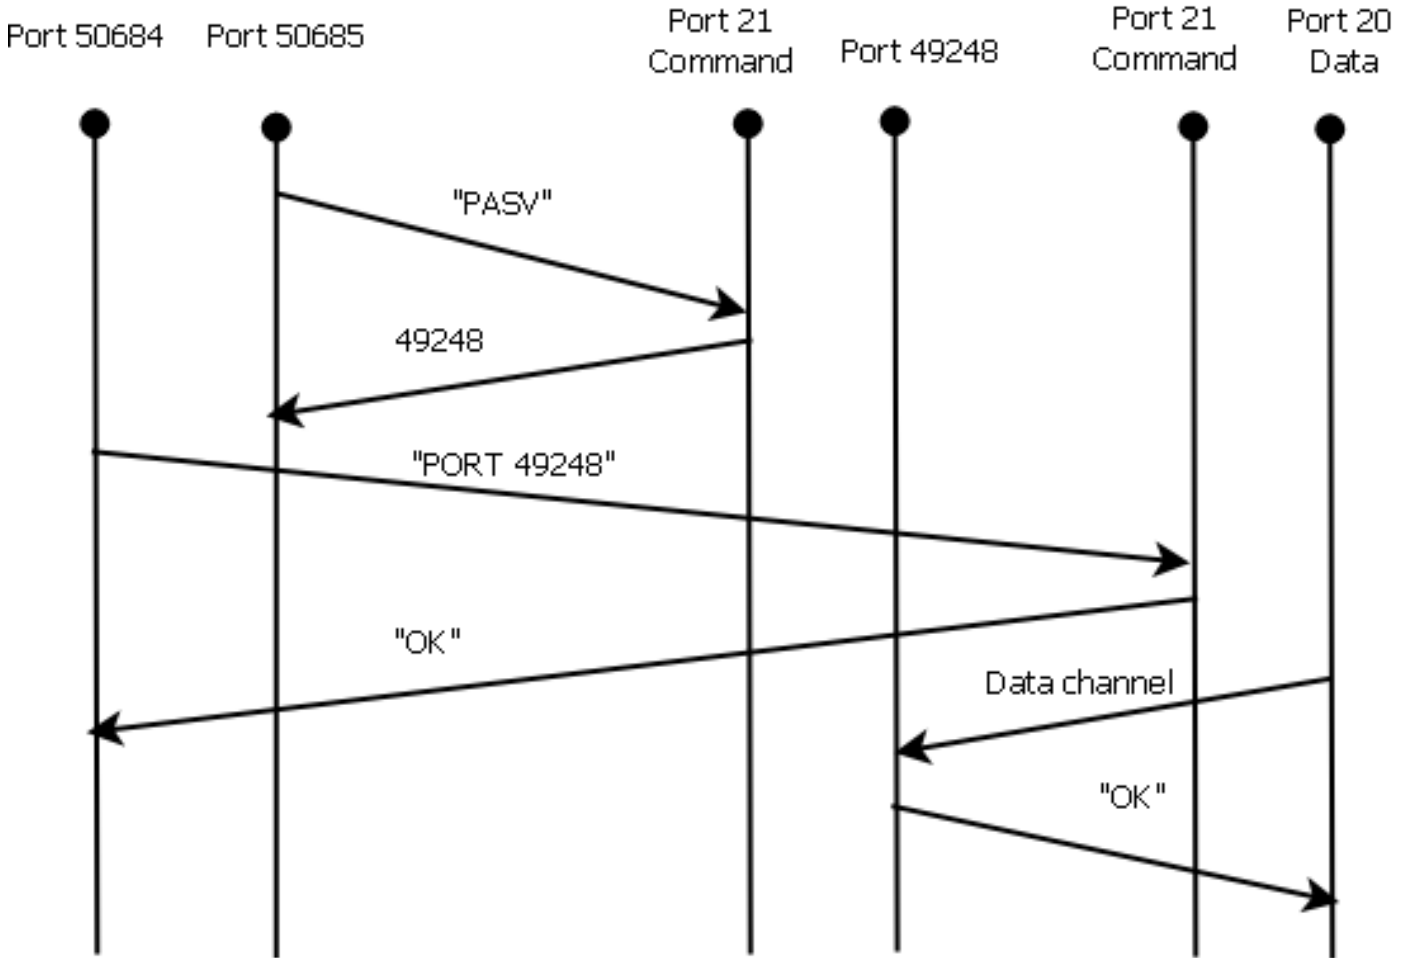 Port 50684
Port 50685
Port 21
Command
Port 49248
Port 21
Command
Port 20
Data
"PASV"
49248
"PORT 49248"
"OK"
Data channel
"OK"